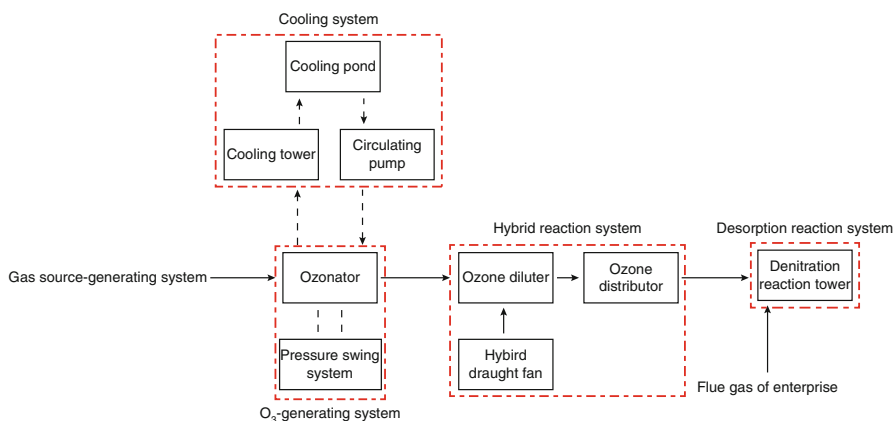 Cooling system
Cooling pond
Cooling tower
Circulating
pump
Hybrid reaction system
Desorption reaction system
Gas source-generating system
Ozonator
Ozone diluter
Ozone
distributor
Denitration
reaction tower
Pressure swing
system
Hybird
draught fan
Flue gas of enterprise
O₃-generating system